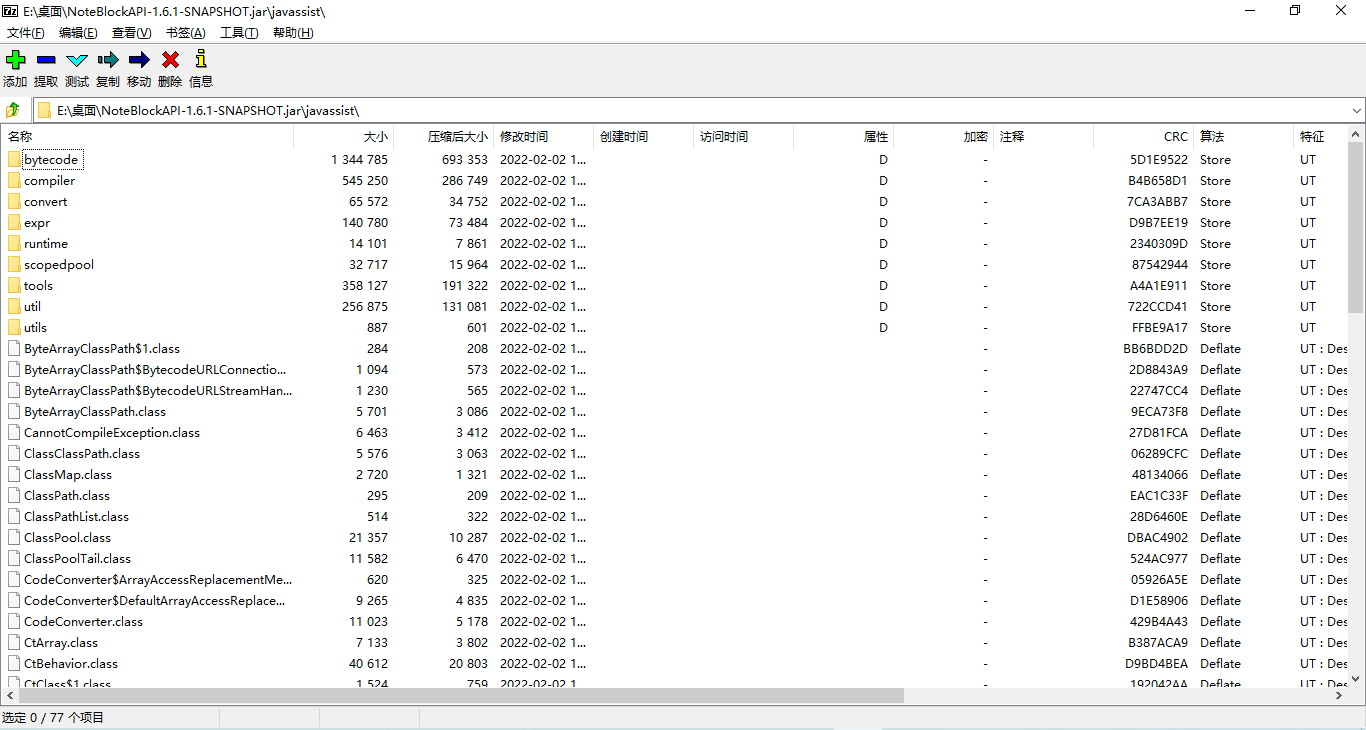 E:\桌面\NoteBlockAPI-1.6.1-SNAPSHOT.jar\javassist\
文件(F) 编辑(E) 查看(V) 书签(A) 工具(T) 帮助(H)
添加 提取 测试 复制 移动 删除 信息
E:\桌面\NoteBlockAPI-1.6.1-SNAPSHOT.jar\javassist\
名称 大小 压缩后大小 修改时间 创建时间 访问时间 属性 加密 注释 CRC 算法 特征
bytecode 1 344 785 693 353 2022-02-02 1... D - 5D1E9522 Store UT
compiler 545 250 286 749 2022-02-02 1... D - B4B658D1 Store UT
convert 65 572 34 752 2022-02-02 1... D - 7CA3ABB7 Store UT
expr 140 780 73 484 2022-02-02 1... D - D9B7EE19 Store UT
runtime 14 101 7 861 2022-02-02 1... D - 2340309D Store UT
scopedpool 32 717 15 964 2022-02-02 1... D - 87542944 Store UT
tools 358 127 191 322 2022-02-02 1... D - A4A1E911 Store UT
util 256 875 131 081 2022-02-02 1... D - 722CCD41 Store UT
utils 887 601 2022-02-02 1... D - FFBE9A17 Store UT
ByteArrayClassPath$1.class 284 208 2022-02-02 1... - BB6BDD2D Deflate UT : Des
ByteArrayClassPath$BytecodeURLConnectio... 1 094 573 2022-02-02 1... - 2D8843A9 Deflate UT : Des
ByteArrayClassPath$BytecodeURLStreamHan... 1 230 565 2022-02-02 1... - 22747CC4 Deflate UT : Des
ByteArrayClassPath.class 5 701 3 086 2022-02-02 1... - 9ECA73F8 Deflate UT : Des
CannotCompileException.class 6 463 3 412 2022-02-02 1... - 27D81FCA Deflate UT : Des
ClassClassPath.class 5 576 3 063 2022-02-02 1... - 06289CFC Deflate UT : Des
ClassMap.class 2 720 1 321 2022-02-02 1... - 48134066 Deflate UT : Des
ClassPath.class 295 209 2022-02-02 1... - EAC1C33F Deflate UT : Des
ClassPathList.class 514 322 2022-02-02 1... - 28D6460E Deflate UT : Des
ClassPool.class 21 357 10 287 2022-02-02 1... - DBAC4902 Deflate UT : Des
ClassPoolTail.class 11 582 6 470 2022-02-02 1... - 524AC977 Deflate UT : Des
CodeConverter$ArrayAccessReplacementMe... 620 325 2022-02-02 1... - 05926A5E Deflate UT : Des
CodeConverter$DefaultArrayAccessReplace... 9 265 4 835 2022-02-02 1... - D1E58906 Deflate UT : Des
CodeConverter.class 11 023 5 178 2022-02-02 1... - 429B4A43 Deflate UT : Des
CtArray.class 7 133 3 802 2022-02-02 1... - B387ACA9 Deflate UT : Des
CtBehavior.class 40 612 20 803 2022-02-02 1... - D9BD4BEA Deflate UT : Des
CtClass$1.class 1 524 759 2022-02-02 1... - 192042AA Deflate UT : Des
选定 0 / 77 个项目